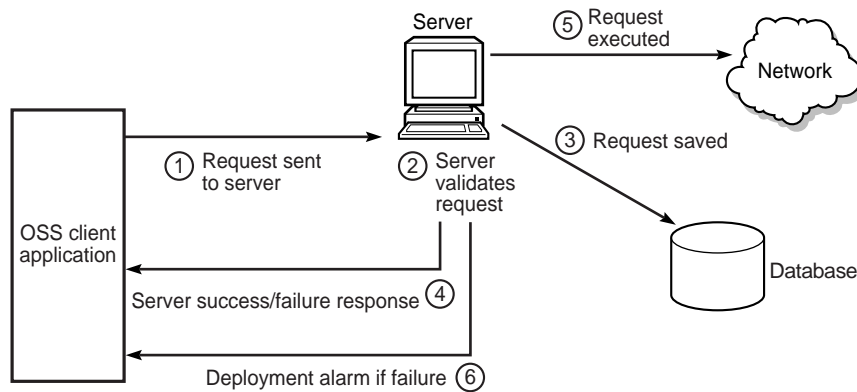 Server
5 Request
executed
Network
1 Request sent
to server
2 Server
validates
request
3 Request saved
OSS client
application
Database
Server success/failure response 4
Deployment alarm if failure 6